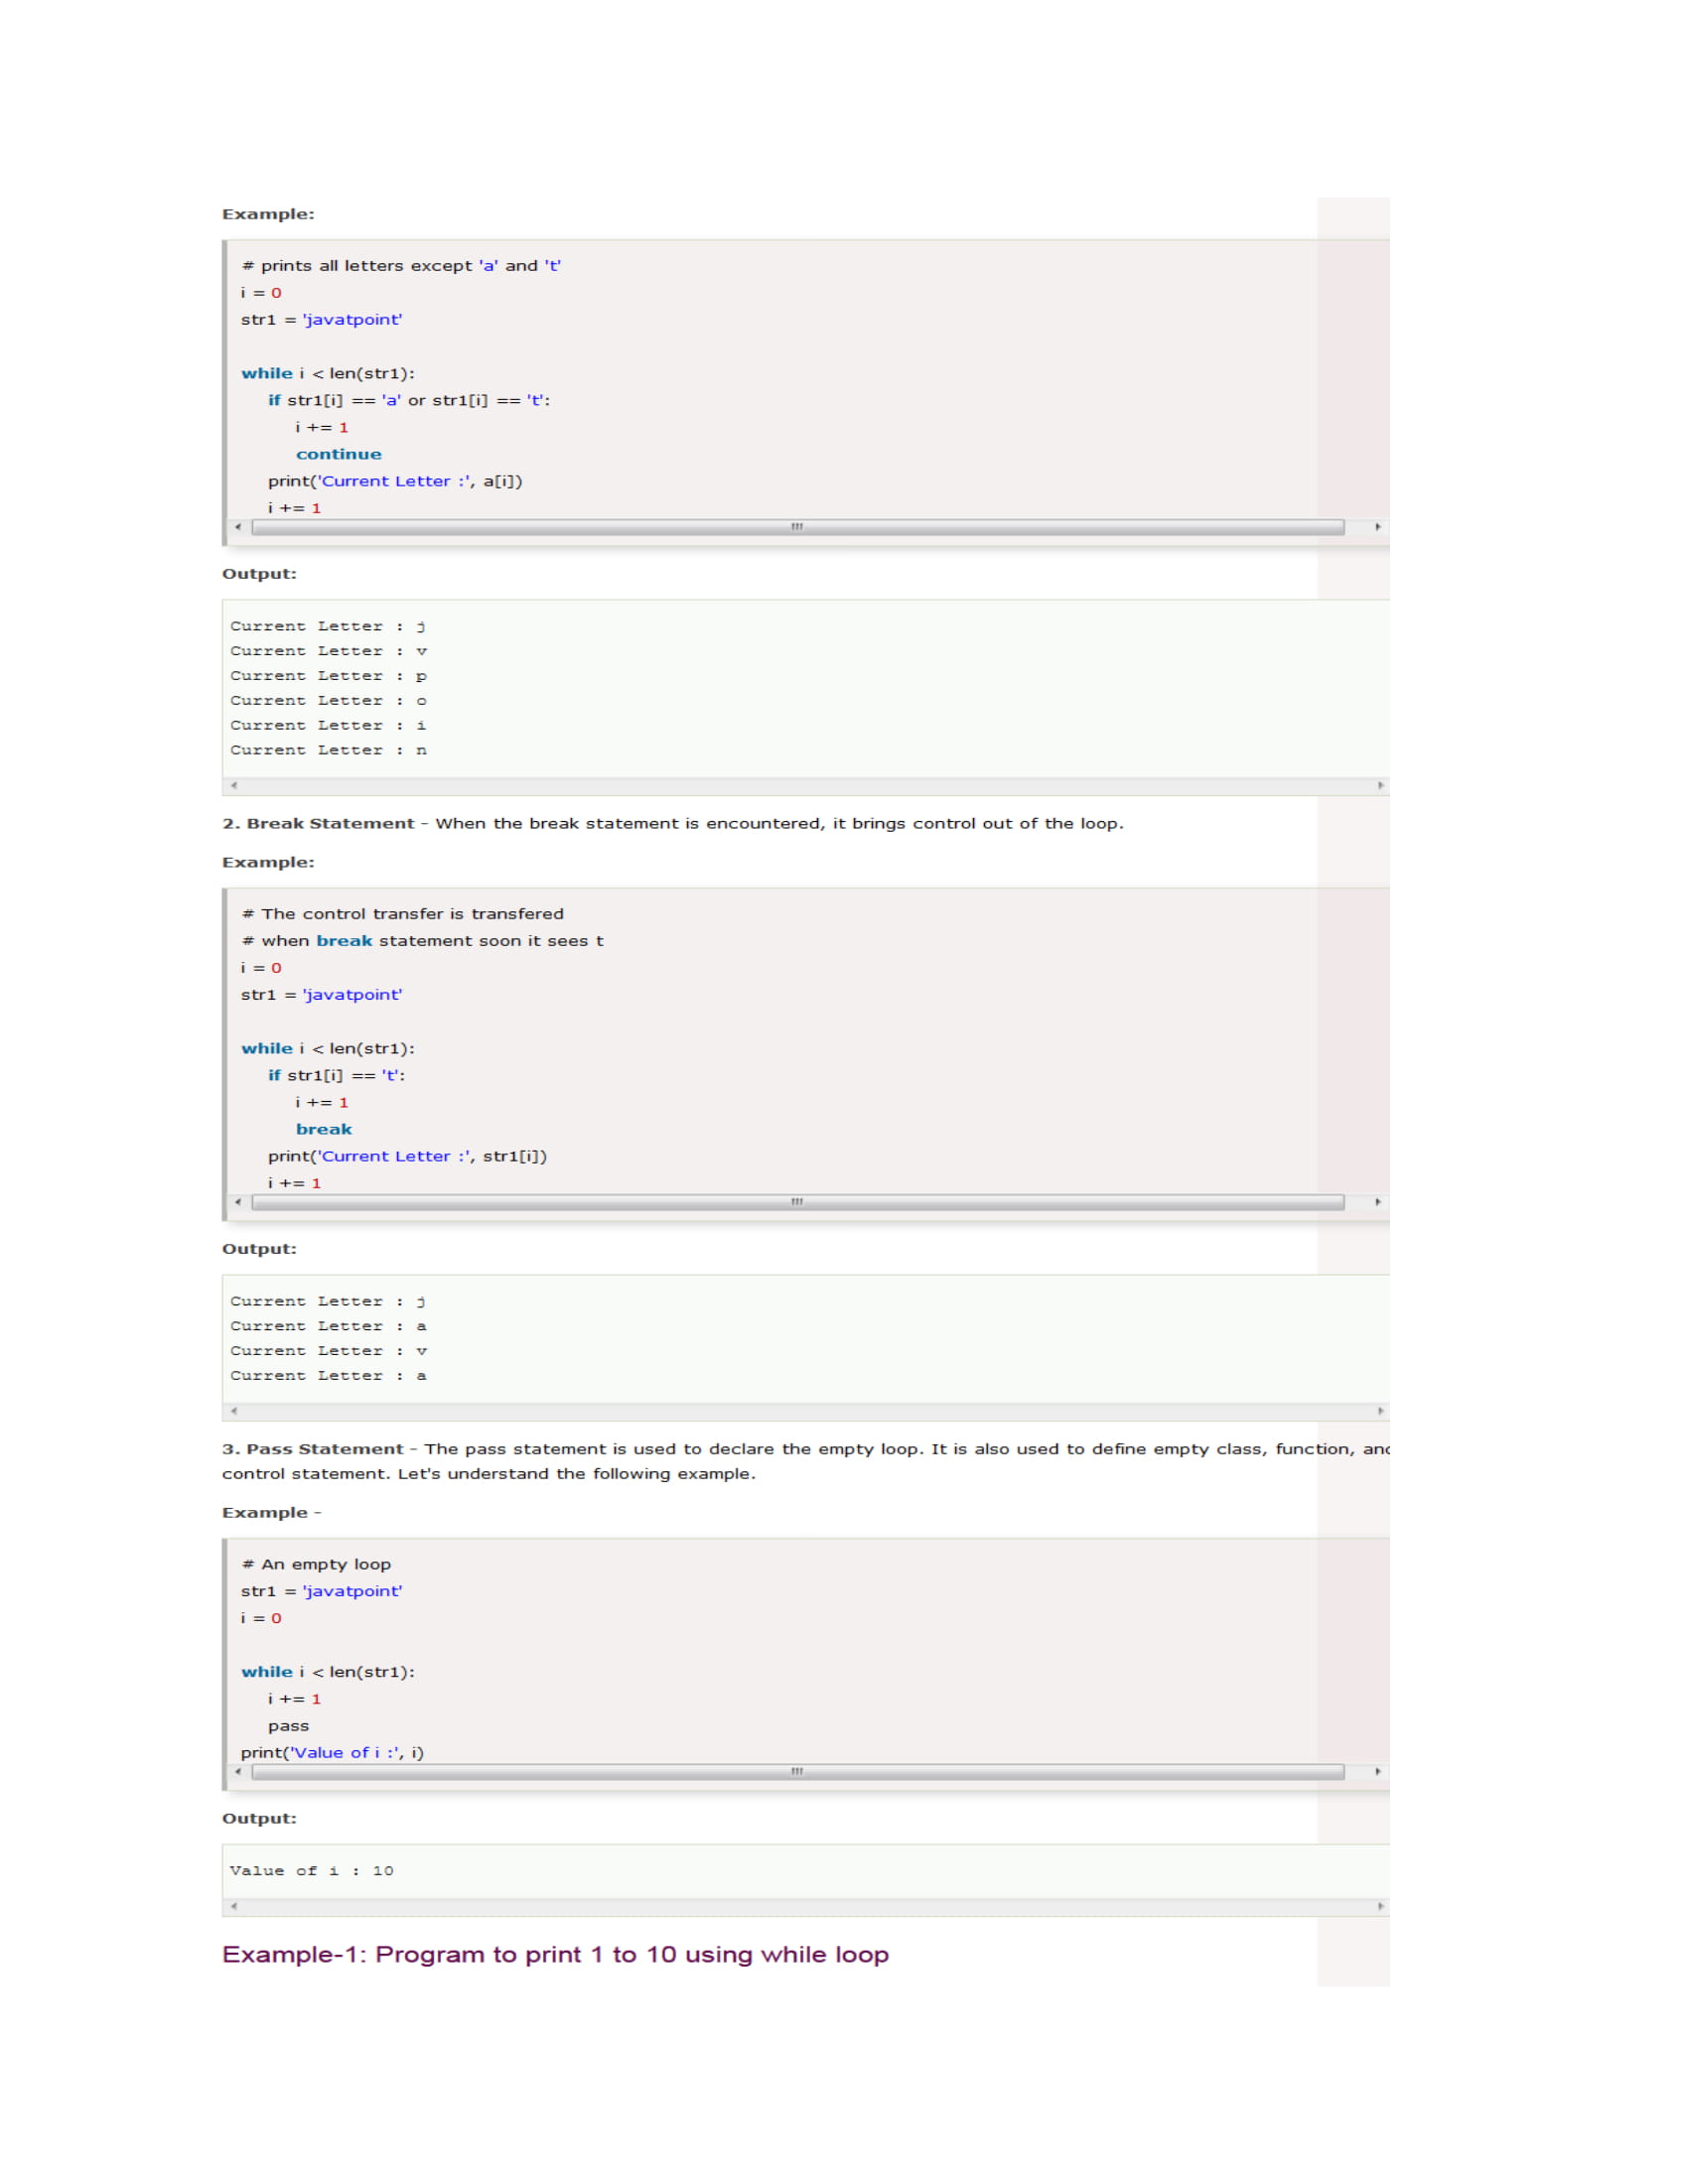 Example:
# prints all letters except 'a' and 't'
i = 0
str1 = 'javatpoint'
while i < len(str1):
if str1[i] == 'a' or str1[i] == 't':
i += 1
continue
print('Current Letter :', a[i])
i += 1
Output:
Current Letter : j
Current Letter : v
Current Letter : p
Current Letter : o
Current Letter : i
Current Letter : n
2. Break Statement - When the break statement is encountered, it brings control out of the loop.
Example:
# The control transfer is transfered
# when break statement soon it sees t
i = 0
str1 = 'javatpoint'
while i < len(str1):
if str1[i] == 't':
i += 1
break
print('Current Letter :', str1[i])
i += 1
Output:
Current Letter : j
Current Letter : a
Current Letter : v
Current Letter : a
3. Pass Statement - The pass statement is used to declare the empty loop. It is also used to define empty class, function, and
control statement. Let's understand the following example.
Example -
# An empty loop
str1 = 'javatpoint'
i = 0
while i < len(str1):
i += 1
pass
print('Value of i :', i)
Output:
Value of i : 10
Example-1: Program to print 1 to 10 using while loop